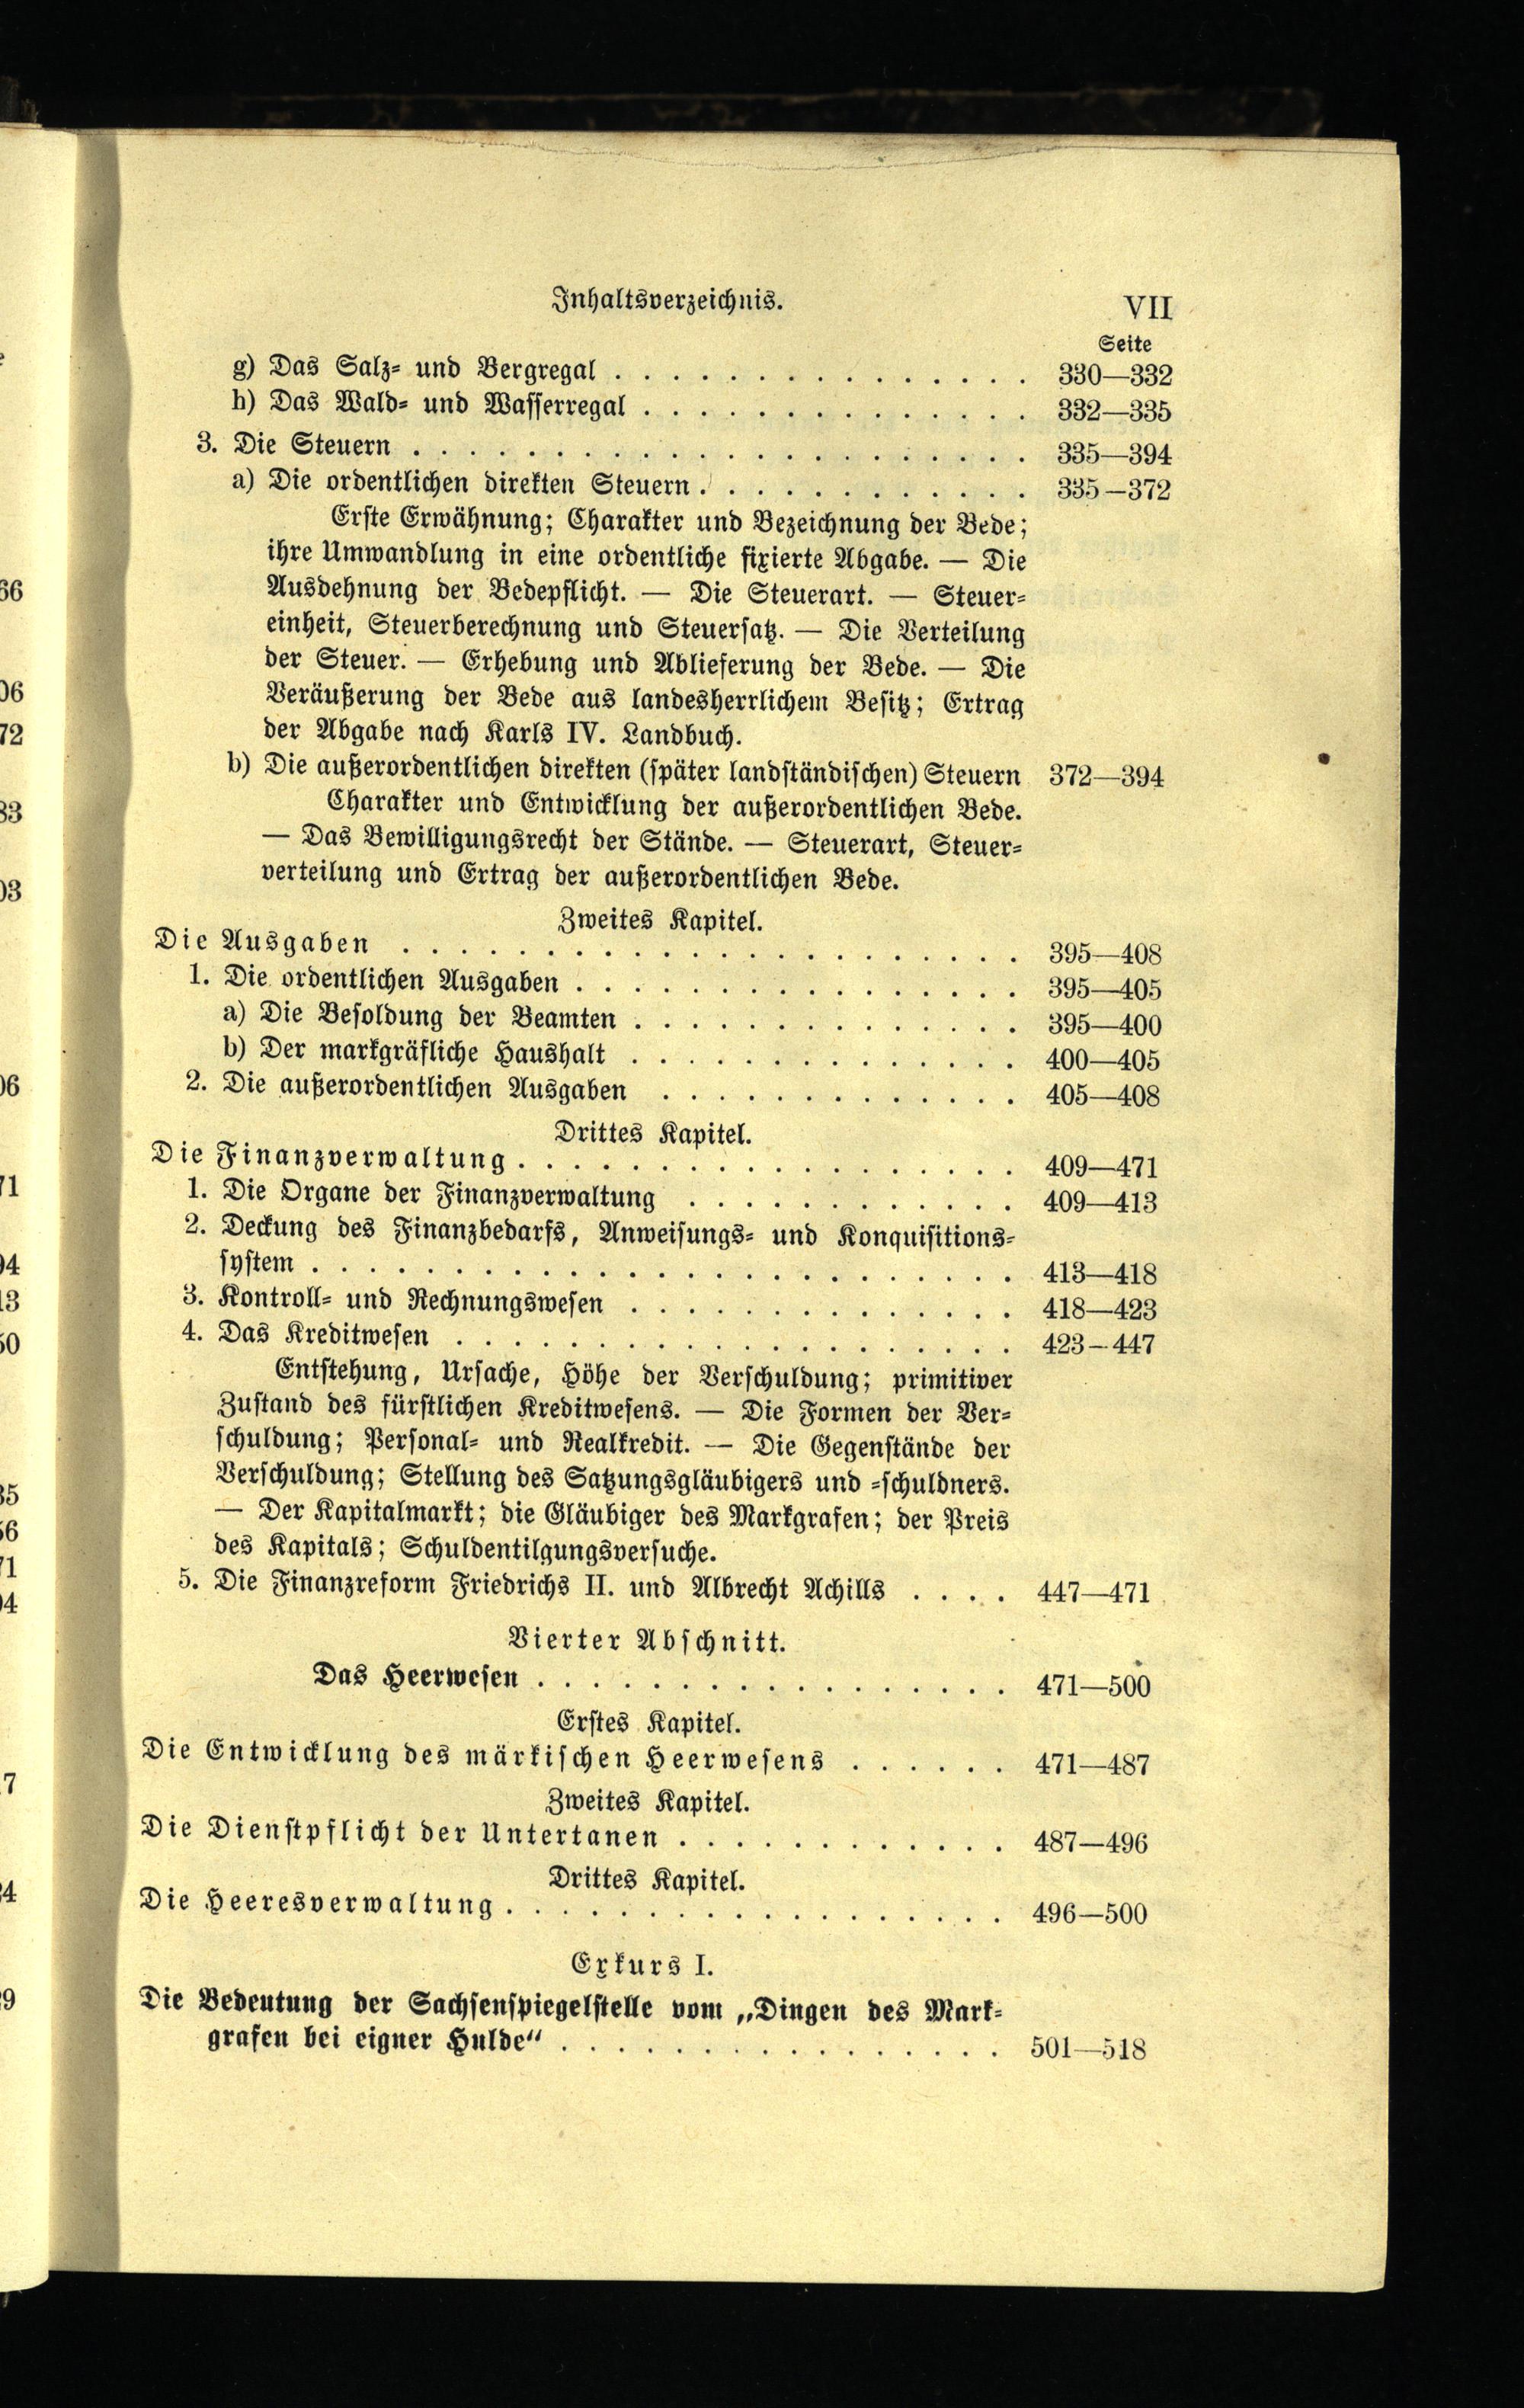 Inhaltsverzeichnis. VII
Seite
g) Das Salz- und Bergregal . . . . . . . . . . . . . . . 330—332
h) Das Wald- und Wasserregal . . . . . . . . . . . . . . 332—335
3. Die Steuern . . . . . . . . . . . . . . . . . . . . . . 335—394
a) Die ordentlichen direkten Steuern . . . . . . . . . . . . 335—372
Erste Erwähnung; Charakter und Bezeichnung der Bede;
ihre Umwandlung in eine ordentliche fixierte Abgabe. — Die
Ausdehnung der Bedepflicht. — Die Steuerart. — Steuer-
einheit, Steuerberechnung und Steuersatz. — Die Verteilung
der Steuer. — Erhebung und Ablieferung der Bede. — Die
Veräußerung der Bede aus landesherrlichem Besitz; Ertrag
der Abgabe nach Karls IV. Landbuch.
b) Die außerordentlichen direkten (später landständischen) Steuern 372—394
Charakter und Entwicklung der außerordentlichen Bede.
— Das Bewilligungsrecht der Stände. — Steuerart, Steuer-
verteilung und Ertrag der außerordentlichen Bede.
Zweites Kapitel.
Die Ausgaben . . . . . . . . . . . . . . . . . . . . . . 395—408
1. Die ordentlichen Ausgaben . . . . . . . . . . . . . . . . 395—405
a) Die Besoldung der Beamten . . . . . . . . . . . . . . 395—400
b) Der markgräfliche Haushalt . . . . . . . . . . . . . . 400—405
2. Die außerordentlichen Ausgaben . . . . . . . . . . . . . 405—408
Drittes Kapitel.
Die Finanzverwaltung . . . . . . . . . . . . . . . . . . 409—471
1. Die Organe der Finanzverwaltung . . . . . . . . . . . . 409—413
2. Deckung des Finanzbedarfs, Anweisungs- und Konquisitions-
system . . . . . . . . . . . . . . . . . . . . . . . . . 413—418
3. Kontroll- und Rechnungswesen . . . . . . . . . . . . . . 418—423
4. Das Kreditwesen . . . . . . . . . . . . . . . . . . . . 423—447
Entstehung, Ursache, Höhe der Verschuldung; primitiver
Zustand des fürstlichen Kreditwesens. — Die Formen der Ver-
schuldung; Personal- und Realkredit. — Die Gegenstände der
Verschuldung; Stellung des Satzungsgläubigers und -schuldners.
— Der Kapitalmarkt; die Gläubiger des Markgrafen; der Preis
des Kapitals; Schuldentilgungsversuche.
5. Die Finanzreform Friedrichs II. und Albrecht Achills . . . . 447—471
Vierter Abschnitt.
Das Heerwesen . . . . . . . . . . . . . . . . . 471—500
Erstes Kapitel.
Die Entwicklung des märkischen Heerwesens . . . . . . 471—487
Zweites Kapitel.
Die Dienstpflicht der Untertanen . . . . . . . . . . . . 487—496
Drittes Kapitel.
Die Heeresverwaltung . . . . . . . . . . . . . . . . . . 496—500
Exkurs I.
Die Bedeutung der Sachsenspiegelstelle vom „Dingen des Mark-
grafen bei eigner Hulde“ . . . . . . . . . . . . . . . . 501—518